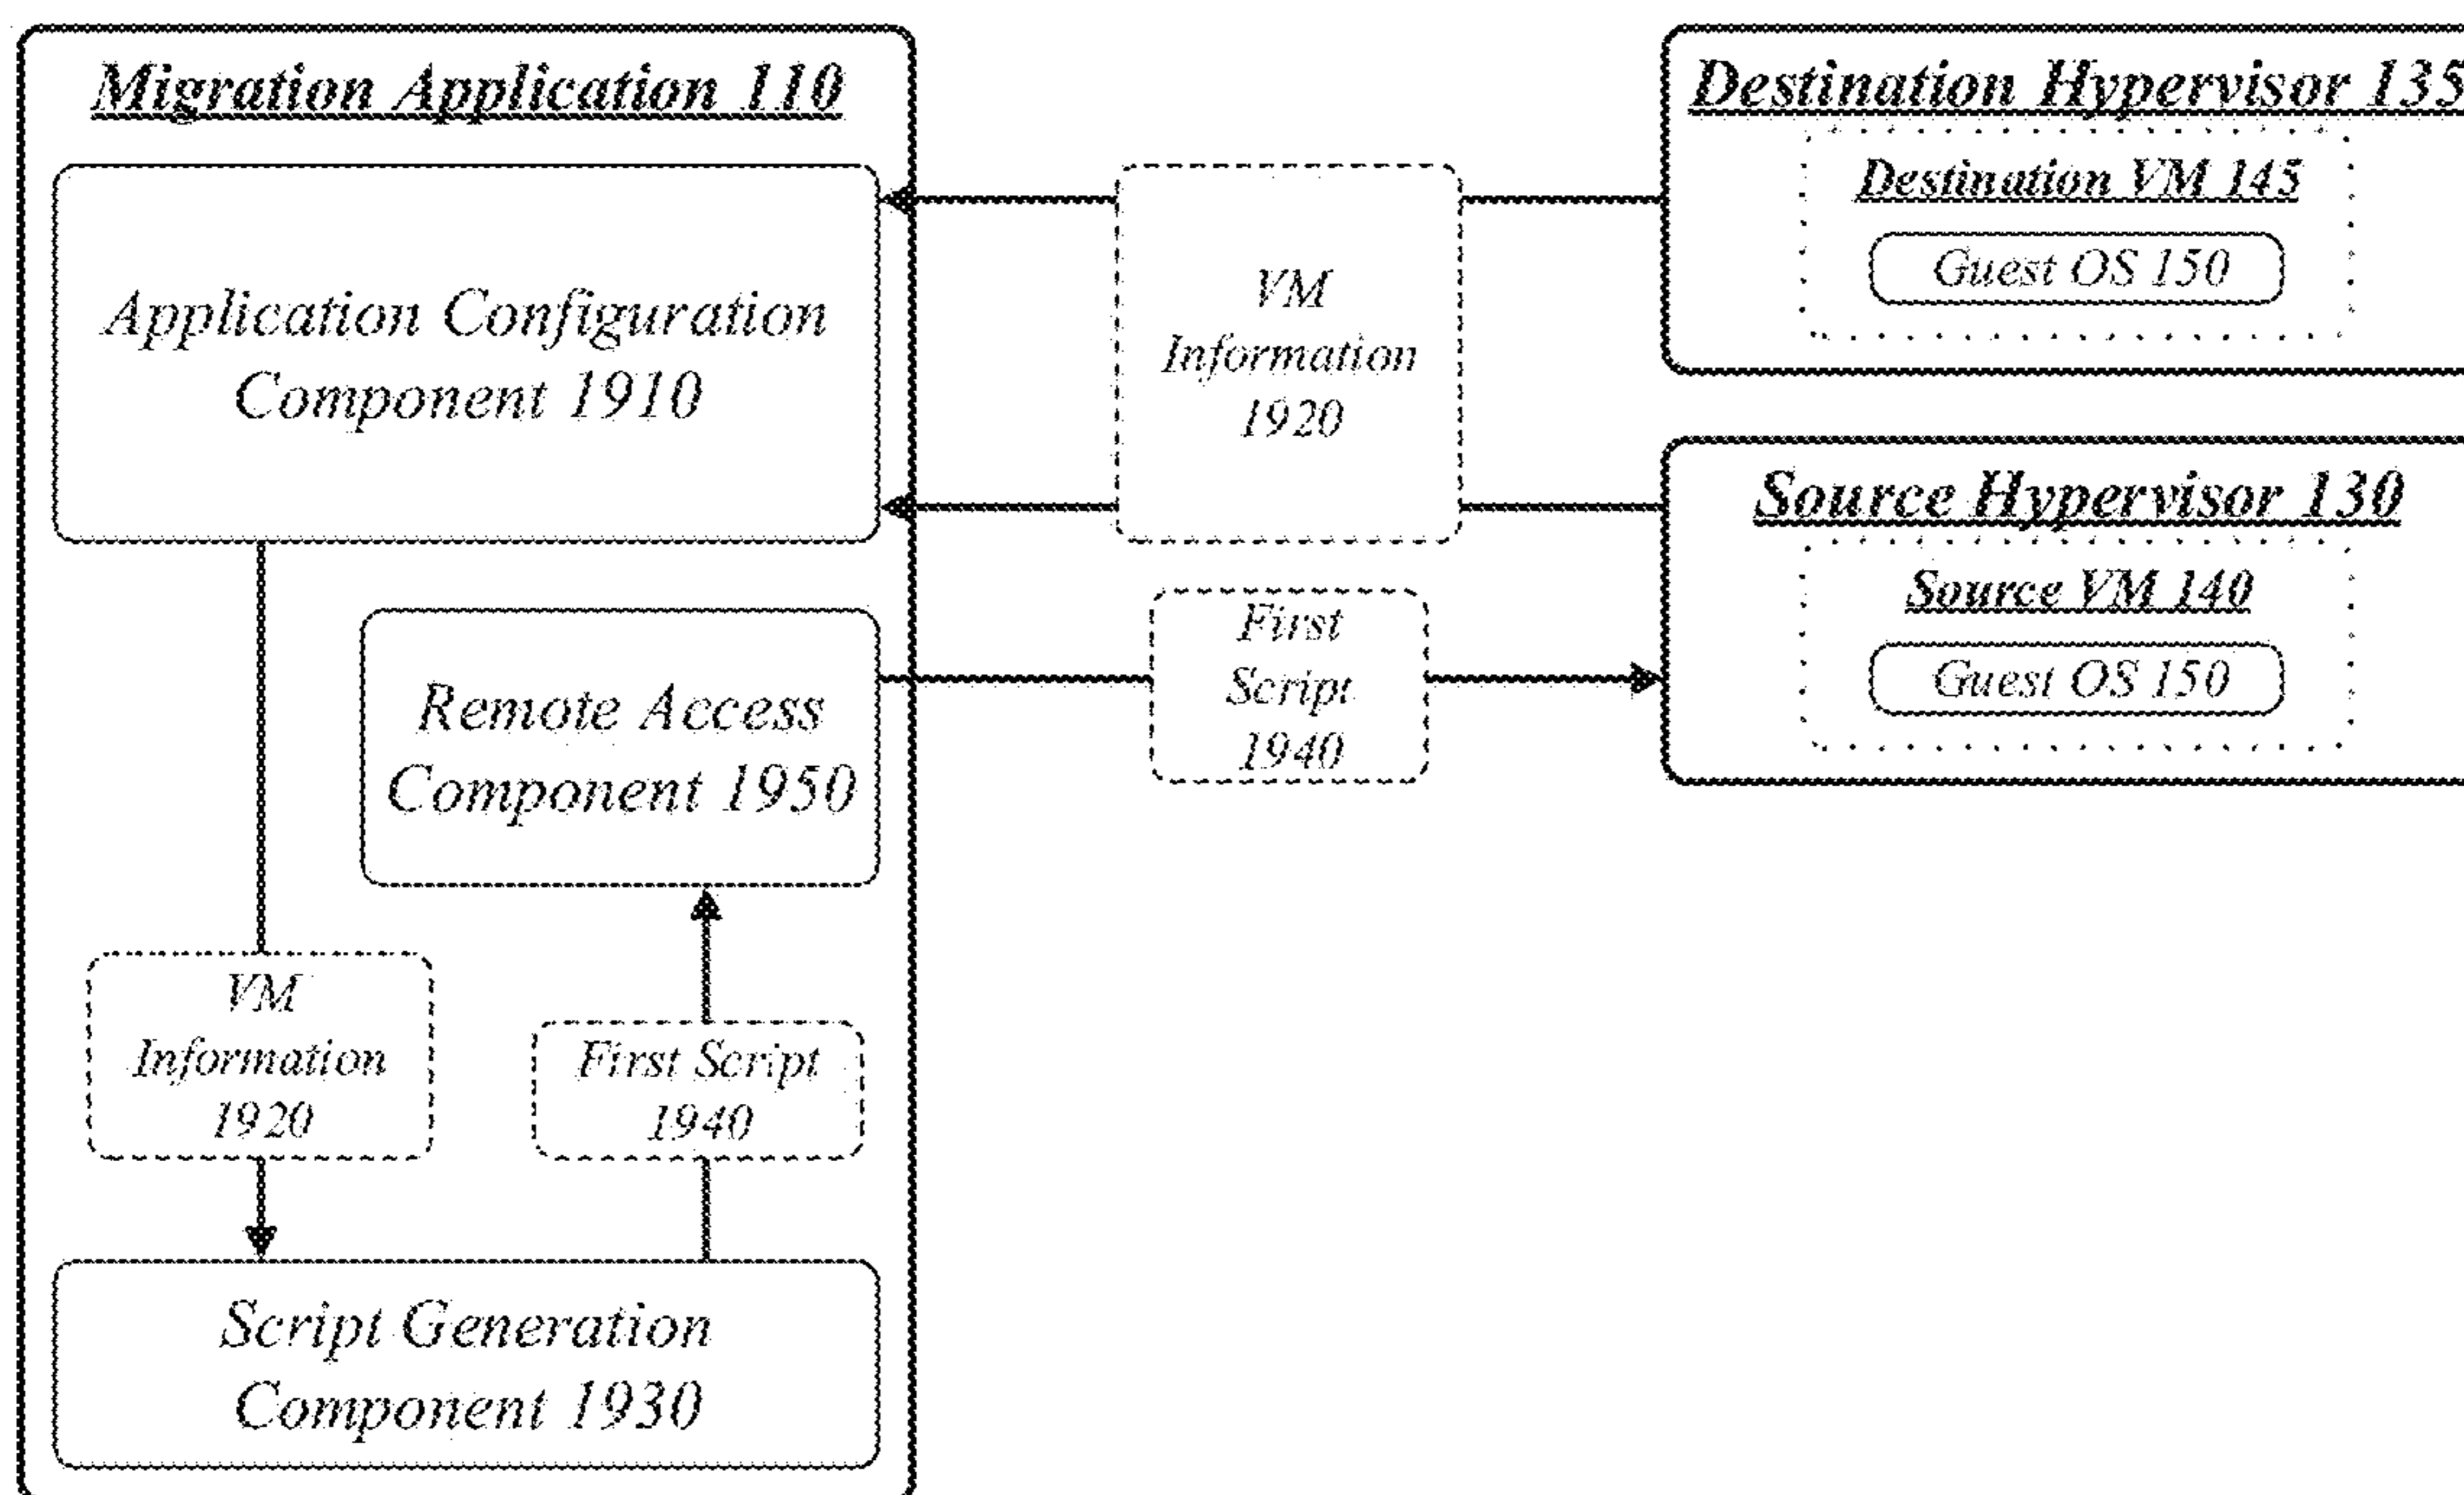 Migration Application 110
Application Configuration
Component 1910
Remote Access
Component 1950
VM
Information
1920
First Script
1940
Script Generation
Component 1930
VM
Information
1920
First
Script
1940
Destination Hypervisor 135
Destination VM 145
Guest OS 150
Source Hypervisor 130
Source VM 140
Guest OS 150